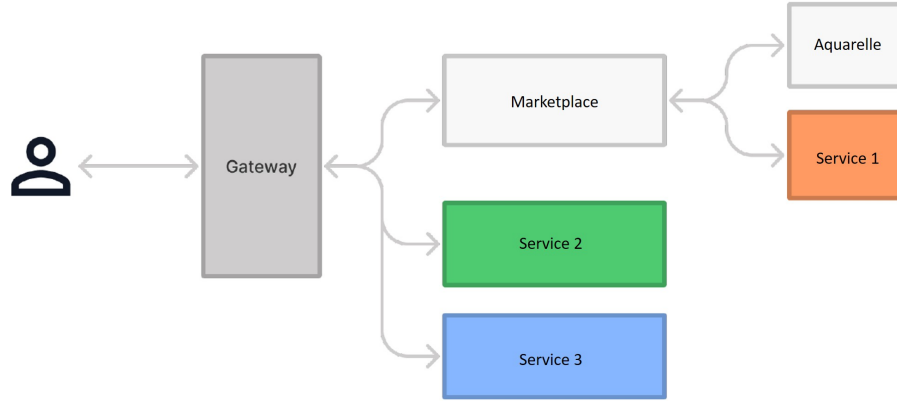 Aquarelle
Marketplace
Service 1
Gateway
Service 2
Service 3